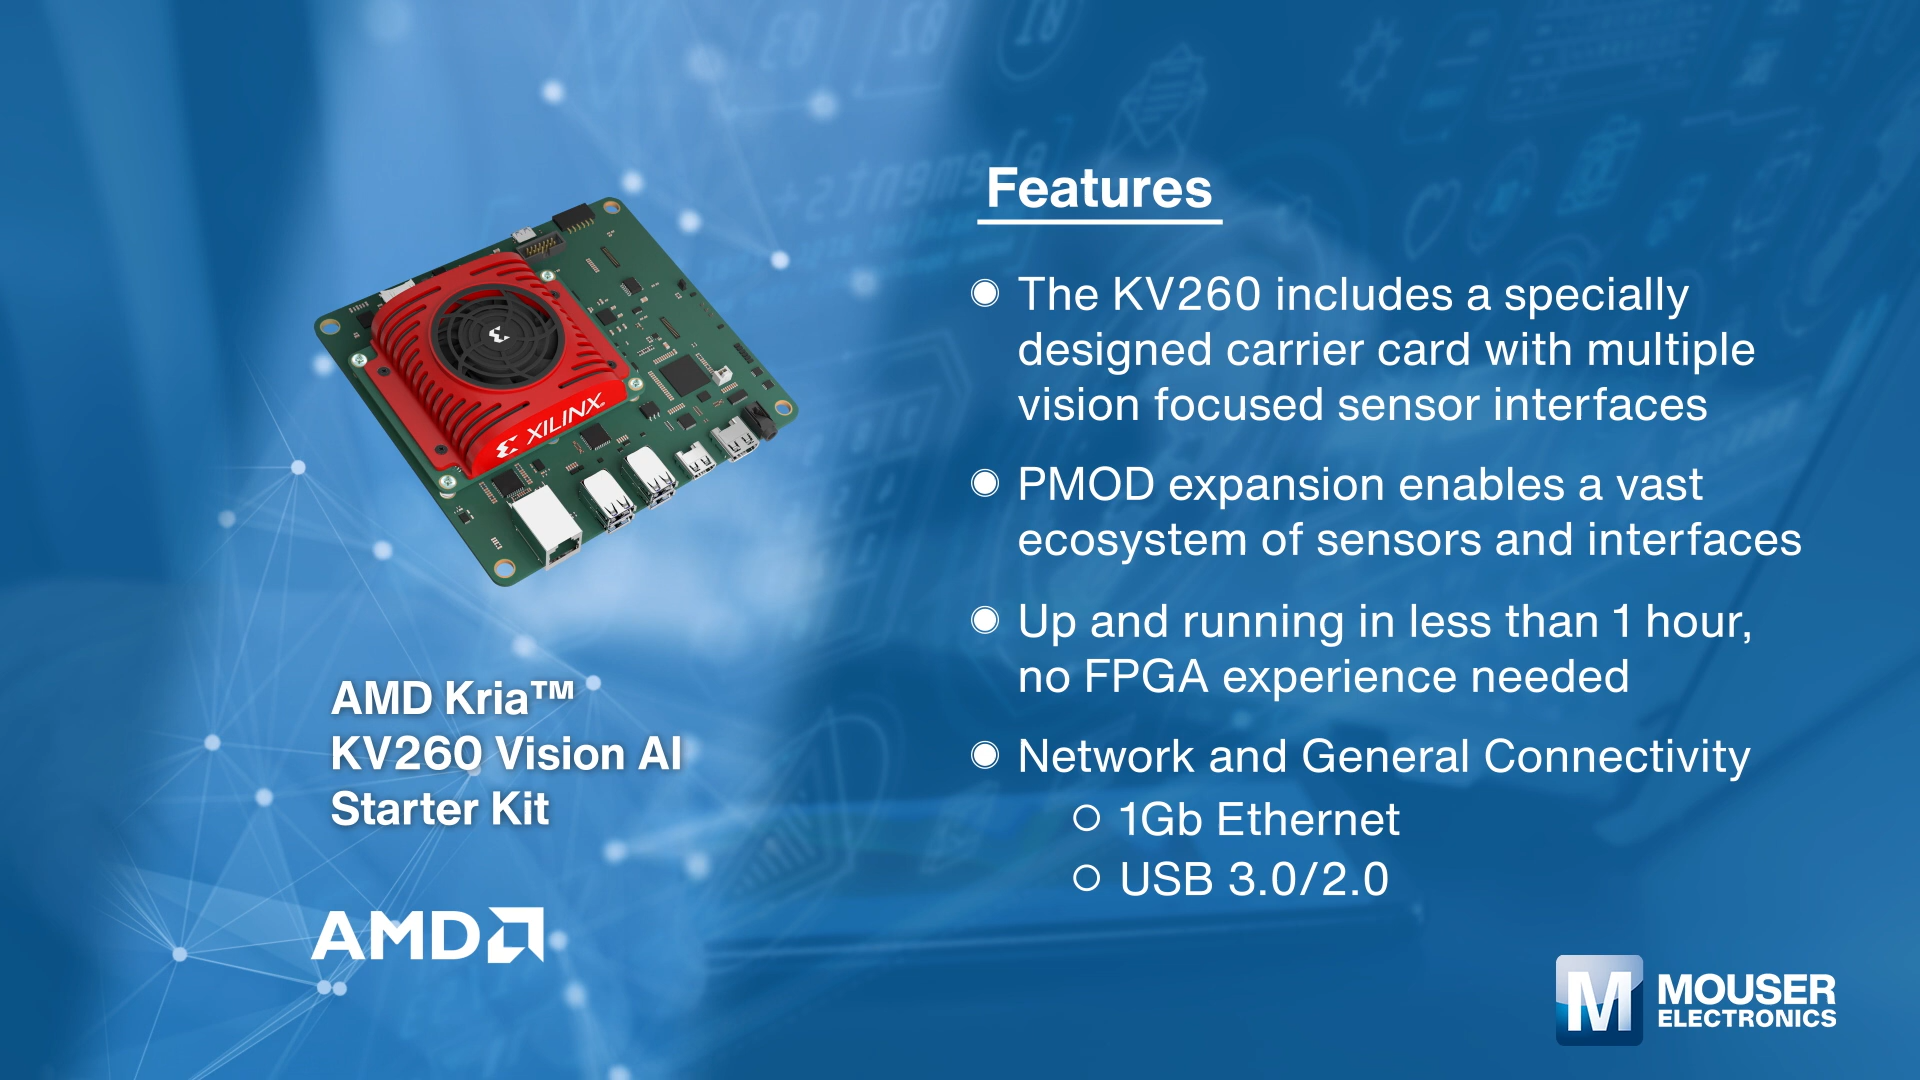 XILINX
AMD Kria™
KV260 Vision AI
Starter Kit
AMD
Features
The KV260 includes a specially
designed carrier card with multiple
vision focused sensor interfaces
PMOD expansion enables a vast
ecosystem of sensors and interfaces
Up and running in less than 1 hour,
no FPGA experience needed
Network and General Connectivity
1Gb Ethernet
USB 3.0/2.0
M MOUSER
ELECTRONICS